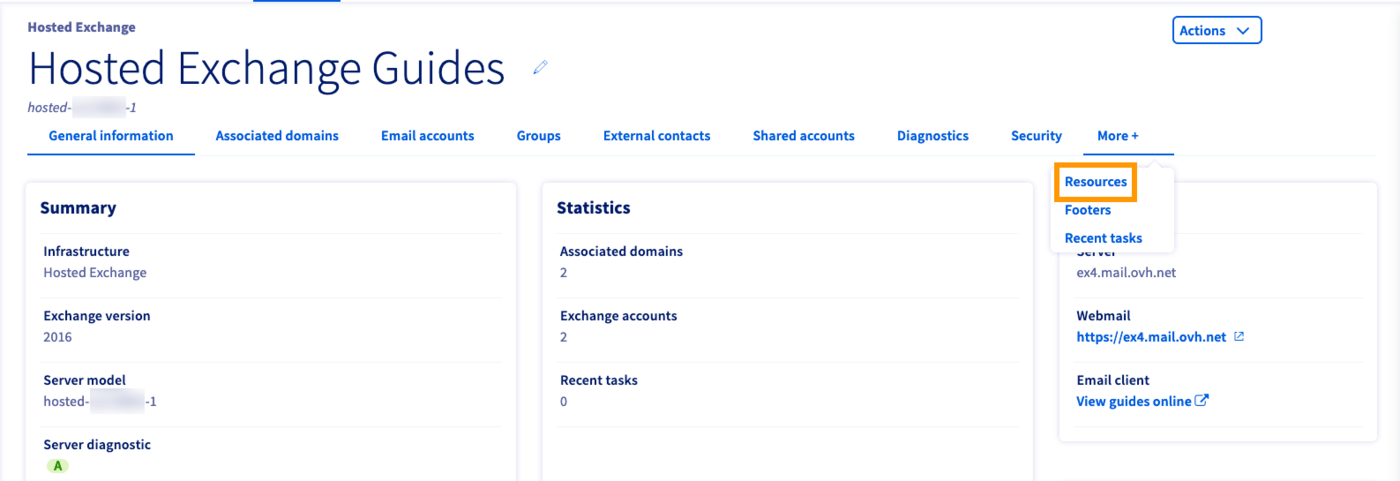 Hosted Exchange
Actions
Hosted Exchange Guides
hosted- -1
General information Associated domains Email accounts Groups External contacts Shared accounts Diagnostics Security More +
Resources
Footers
Recent tasks
Summary
Infrastructure
Hosted Exchange
Exchange version
2016
Server model
hosted- -1
Server diagnostic
A
Statistics
Associated domains
2
Exchange accounts
2
Recent tasks
0
Server
ex4.mail.ovh.net
Webmail
https://ex4.mail.ovh.net
Email client
View guides online